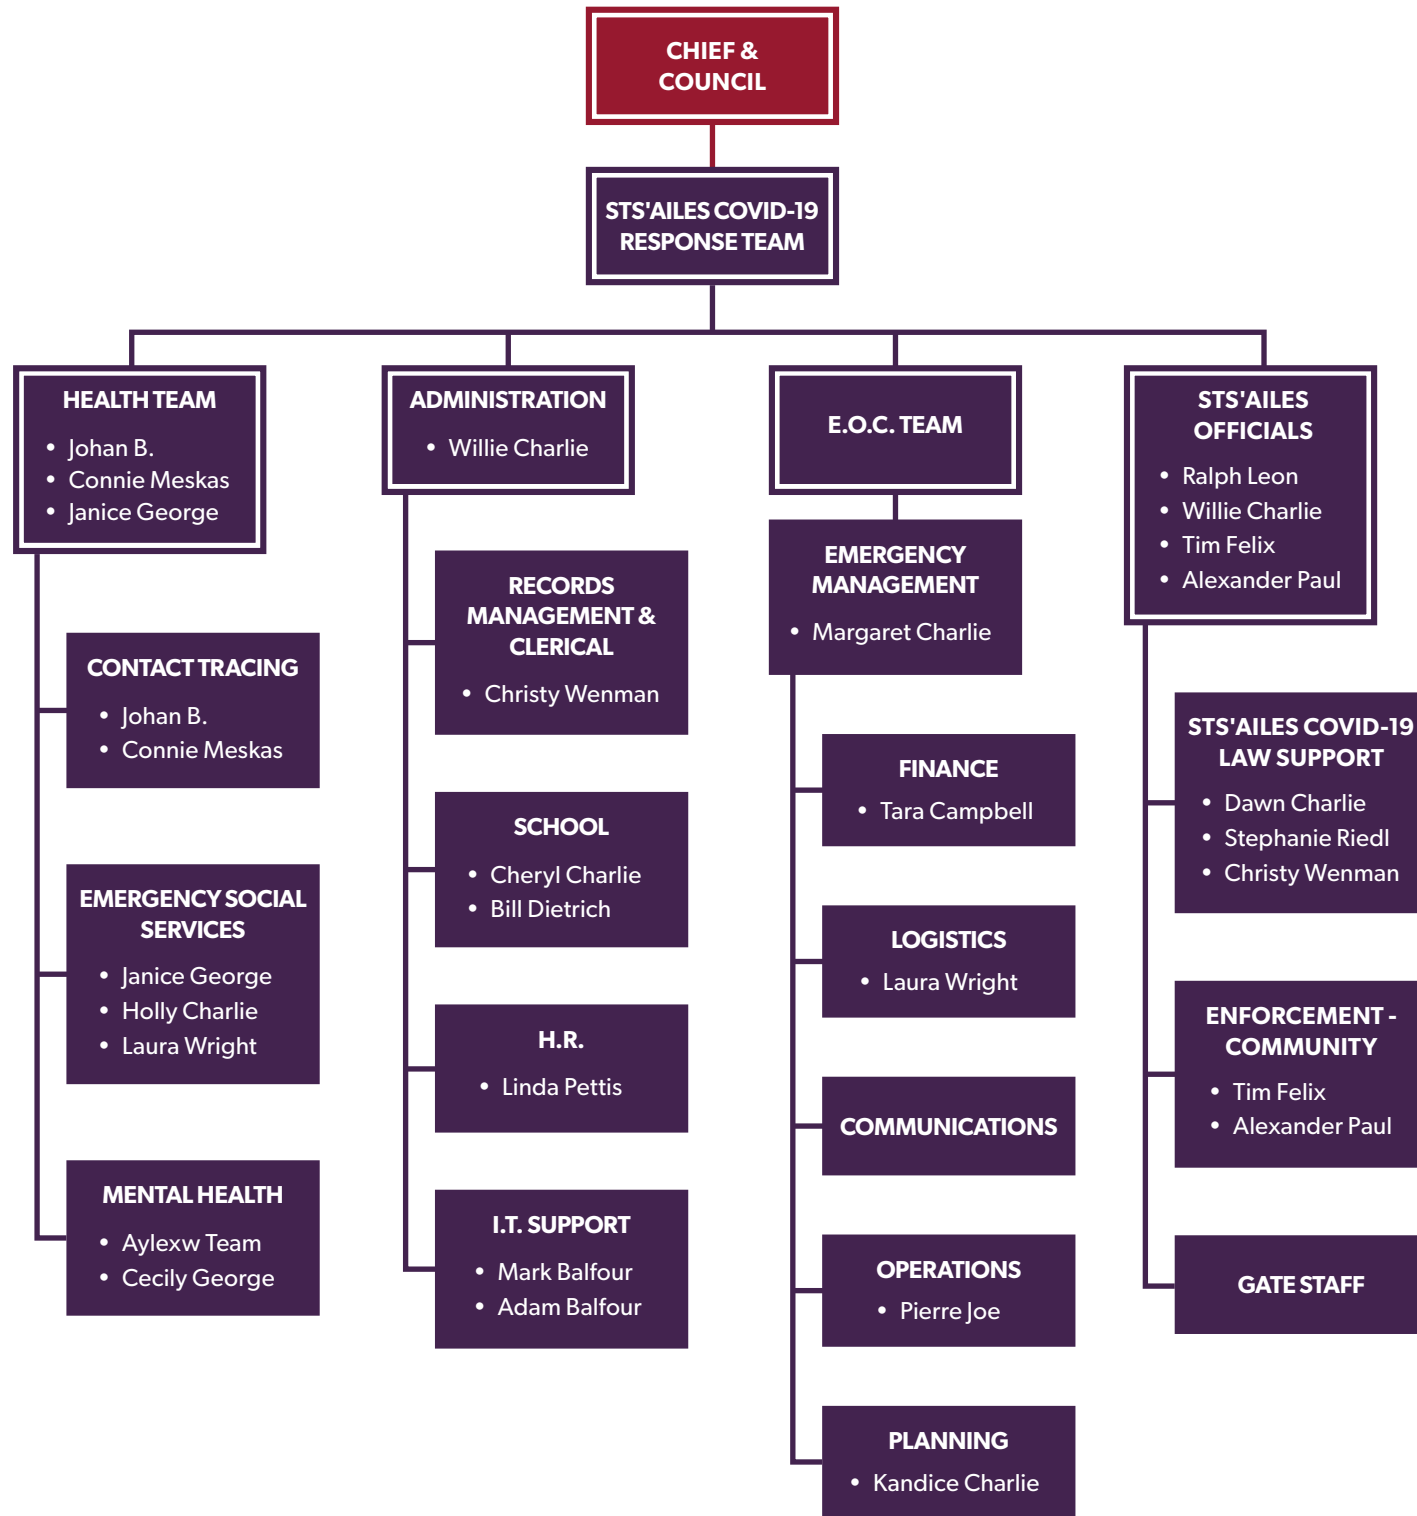 CHIEF &
COUNCIL
STS'AILES COVID-19
RESPONSE TEAM
HEALTH TEAM
• Johan B.
• Connie Meskas
• Janice George
CONTACT TRACING
• Johan B.
• Connie Meskas
EMERGENCY SOCIAL
SERVICES
• Janice George
• Holly Charlie
• Laura Wright
MENTAL HEALTH
• Aylexw Team
• Cecily George
ADMINISTRATION
• Willie Charlie
RECORDS
MANAGEMENT &
CLERICAL
• Christy Wenman
SCHOOL
• Cheryl Charlie
• Bill Dietrich
H.R.
• Linda Pettis
I.T. SUPPORT
• Mark Balfour
• Adam Balfour
E.O.C. TEAM
EMERGENCY
MANAGEMENT
• Margaret Charlie
FINANCE
• Tara Campbell
LOGISTICS
• Laura Wright
COMMUNICATIONS
OPERATIONS
• Pierre Joe
PLANNING
• Kandice Charlie
STS'AILES
OFFICIALS
• Ralph Leon
• Willie Charlie
• Tim Felix
• Alexander Paul
STS'AILES COVID-19
LAW SUPPORT
• Dawn Charlie
• Stephanie Riedl
• Christy Wenman
ENFORCEMENT -
COMMUNITY
• Tim Felix
• Alexander Paul
GATE STAFF